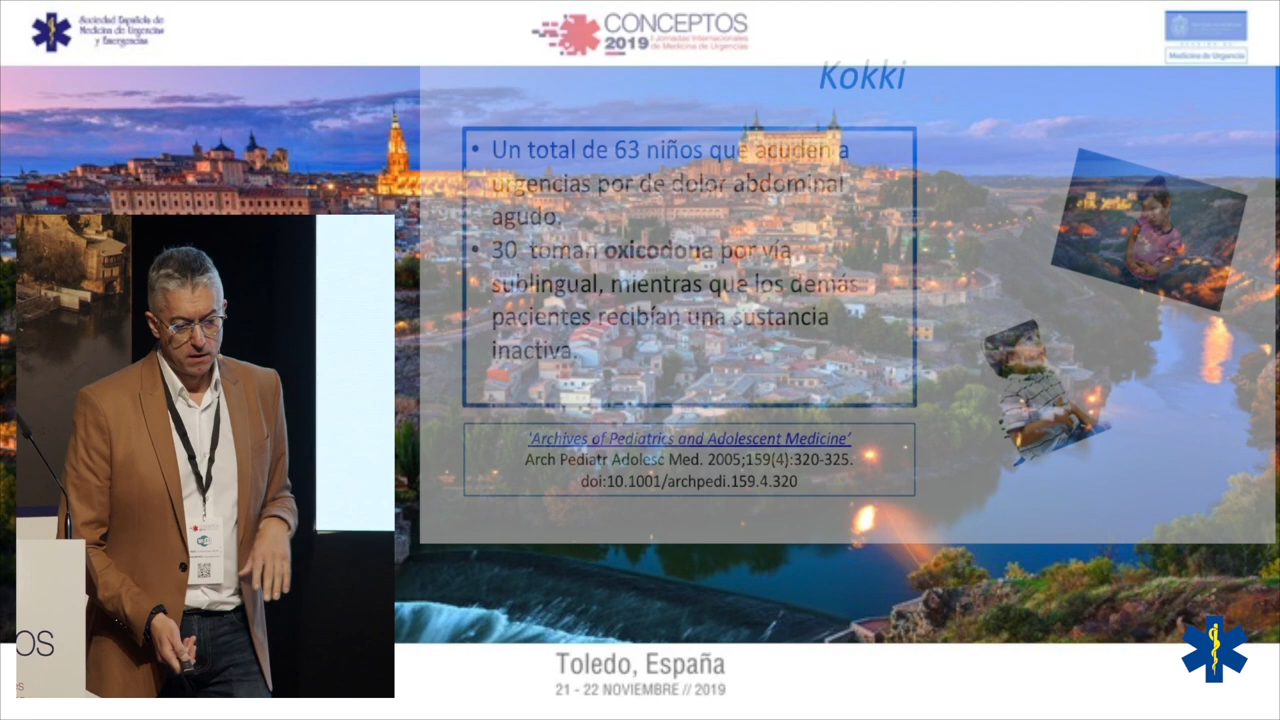 Sociedad Española de
Medicina de Urgencias
y Emergencias
CONCEPTOS
2019 I Jornadas Internacionales
de Medicina de Urgencias
Medicina de Urgencia
Kokki
• Un total de 63 niños que acuden a
urgencias por de dolor abdominal
agudo.
• 30 toman oxicodona por vía
sublingual, mientras que los demás
pacientes recibían una sustancia
inactiva.
'Archives of Pediatrics and Adolescent Medicine'
Arch Pediatr Adolesc Med. 2005;159(4):320-325.
doi:10.1001/archpedi.159.4.320
CONCEPTOS
OS
es
Toledo, España
21 - 22 NOVIEMBRE // 2019